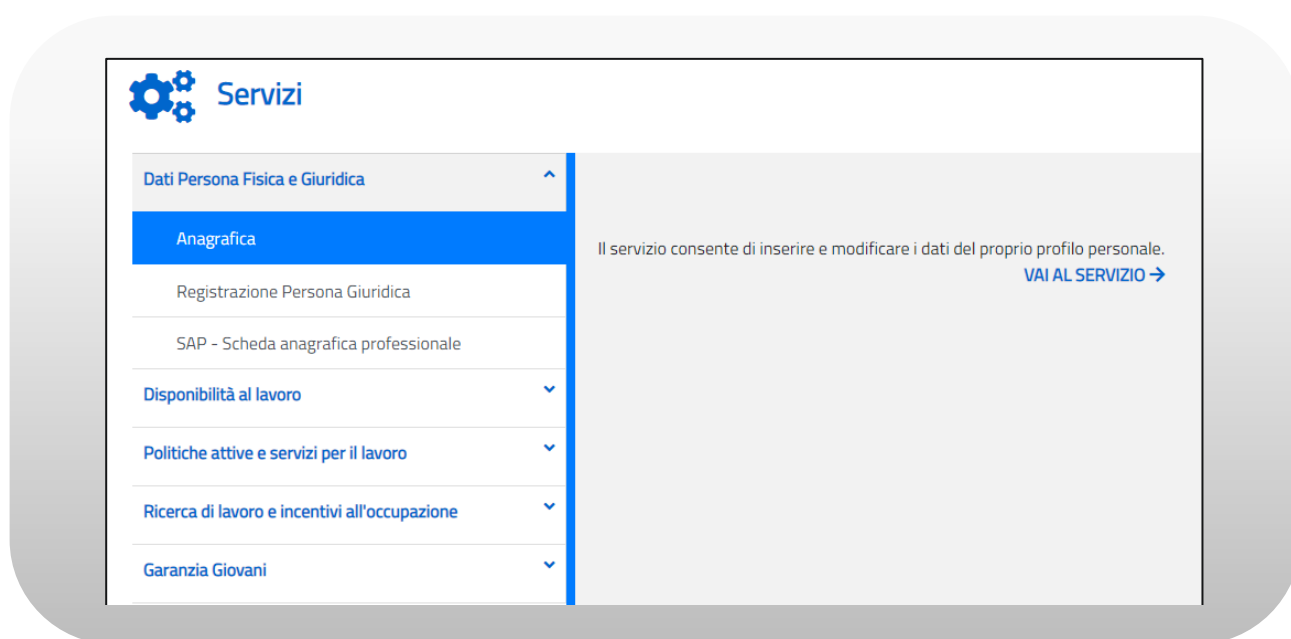 Servizi
Dati Persona Fisica e Giuridica
Anagrafica
Registrazione Persona Giuridica
SAP - Scheda anagrafica professionale
Disponibilità al lavoro
Politiche attive e servizi per il lavoro
Ricerca di lavoro e incentivi all'occupazione
Garanzia Giovani
Il servizio consente di inserire e modificare i dati del proprio profilo personale.
VAI AL SERVIZIO →